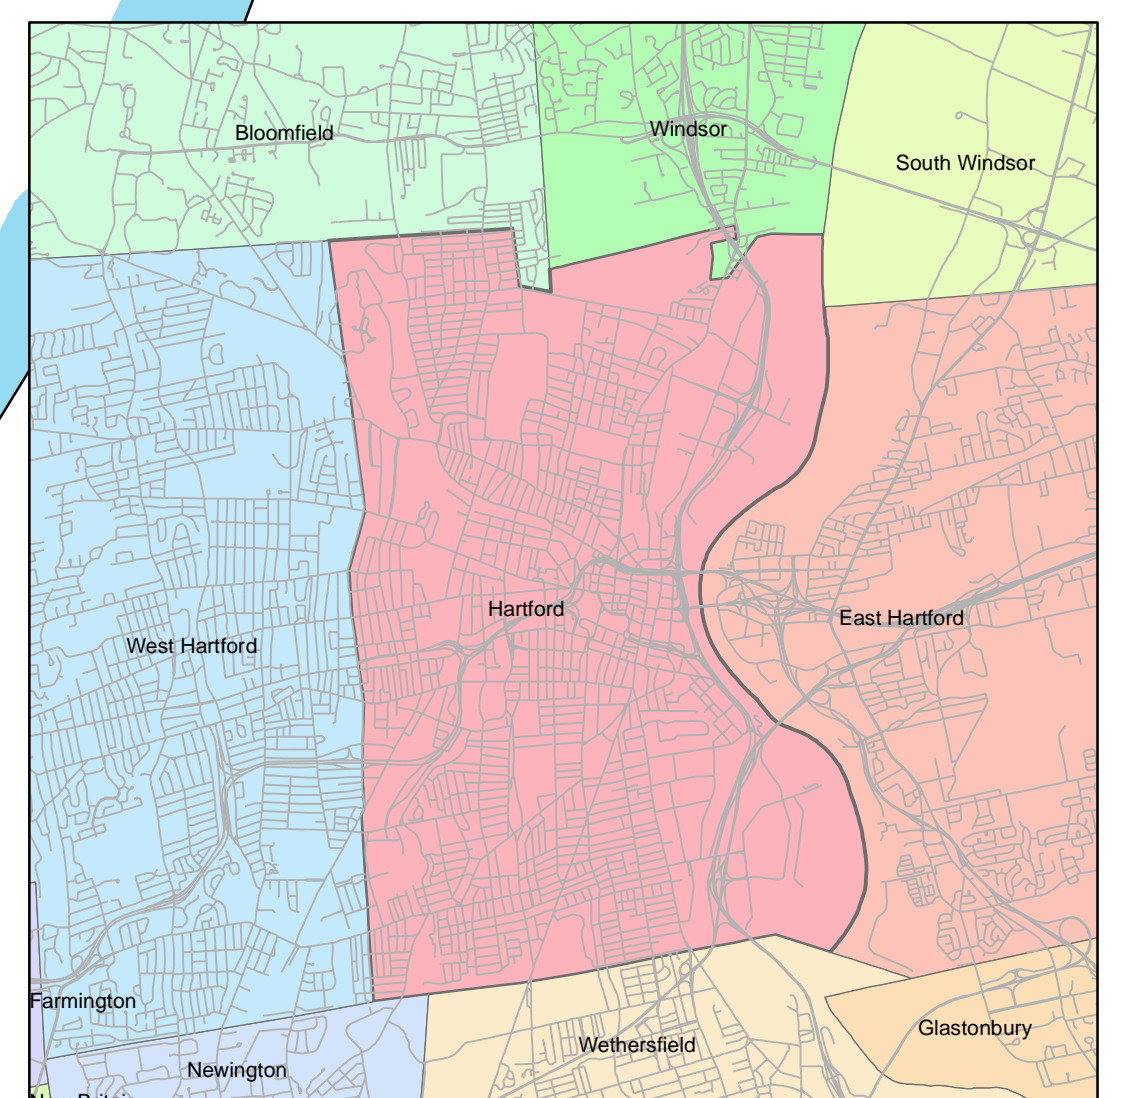 Bloomfield
Windsor
South Windsor
Hartford
East Hartford
West Hartford
Farmington
Glastonbury
Wethersfield
Newington